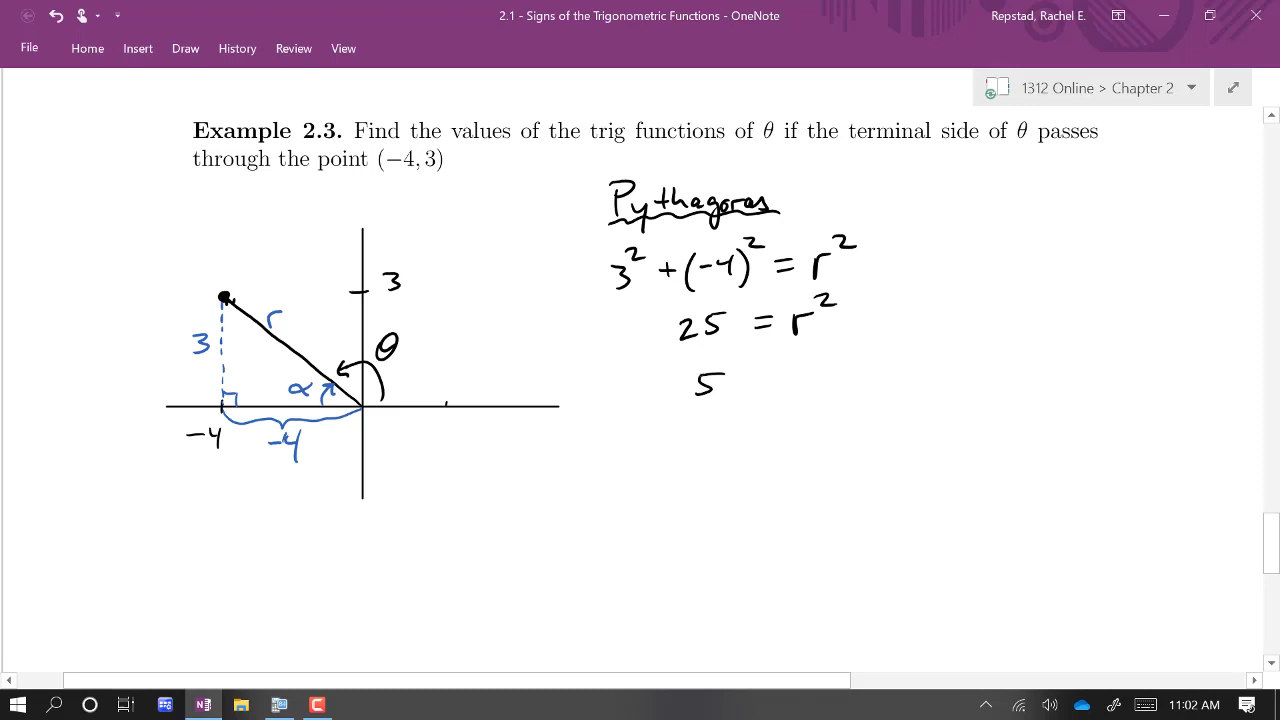 2.1 - Signs of the Trigonometric Functions - OneNote
Repstad, Rachel E.
File Home Insert Draw History Review View
1312 Online > Chapter 2
Example 2.3. Find the values of the trig functions of θ if the terminal side of θ passes
through the point (−4, 3)
Pythagoras
3² + (-4)² = r²
25 = r²
5
3
r
θ
3
α
-4
-4
11:02 AM